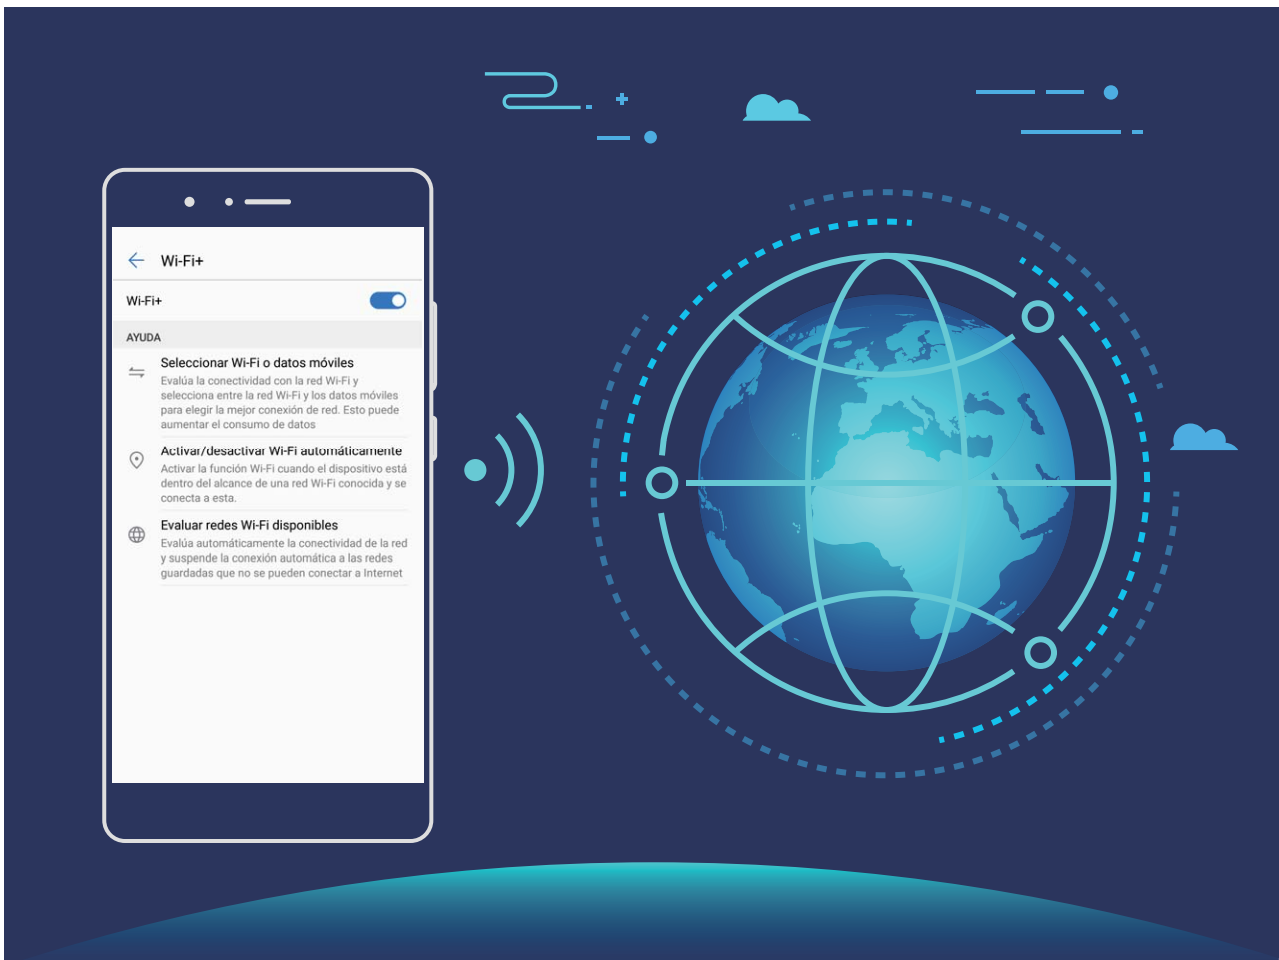 Wi-Fi+
Wi-Fi+
AYUDA
Seleccionar Wi-Fi o datos móviles
Evalúa la conectividad con la red Wi-Fi y
selecciona entre la red Wi-Fi y los datos móviles
para elegir la mejor conexión de red. Esto puede
aumentar el consumo de datos
Activar/desactivar Wi-Fi automáticamente
Activar la función Wi-Fi cuando el dispositivo está
dentro del alcance de una red Wi-Fi conocida y se
conecta a esta.
Evaluar redes Wi-Fi disponibles
Evalúa automáticamente la conectividad de la red
y suspende la conexión automática a las redes
guardadas que no se pueden conectar a Internet